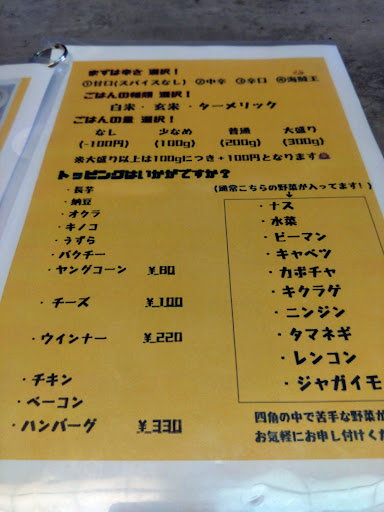 まずは辛さ 選択！
①甘口(スパイスなし) ②中辛 ③辛口 ④海賊王
ごはんの種類 選択！
白米・玄米・ターメリック
ごはんの量 選択！
なし 少なめ 普通 大盛り
(-100円) (100g) (200g) (300g)
※大盛り以上は100gにつき+100円となります
トッピングはいかがですか？
・長芋
・納豆
・オクラ
・キノコ
・うずら
・パクチー
・ヤングコーン ¥80
・チーズ ¥100
・ウインナー ¥220
・チキン
・ベーコン
・ハンバーグ ¥330
(通常こちらの野菜が入ってます！)
↓
・ナス
・水菜
・ピーマン
・キャベツ
・カボチャ
・キクラゲ
・ニンジン
・タマネギ
・レンコン
・ジャガイモ
四角の中で苦手な野菜が
お気軽にお申し付けくだ